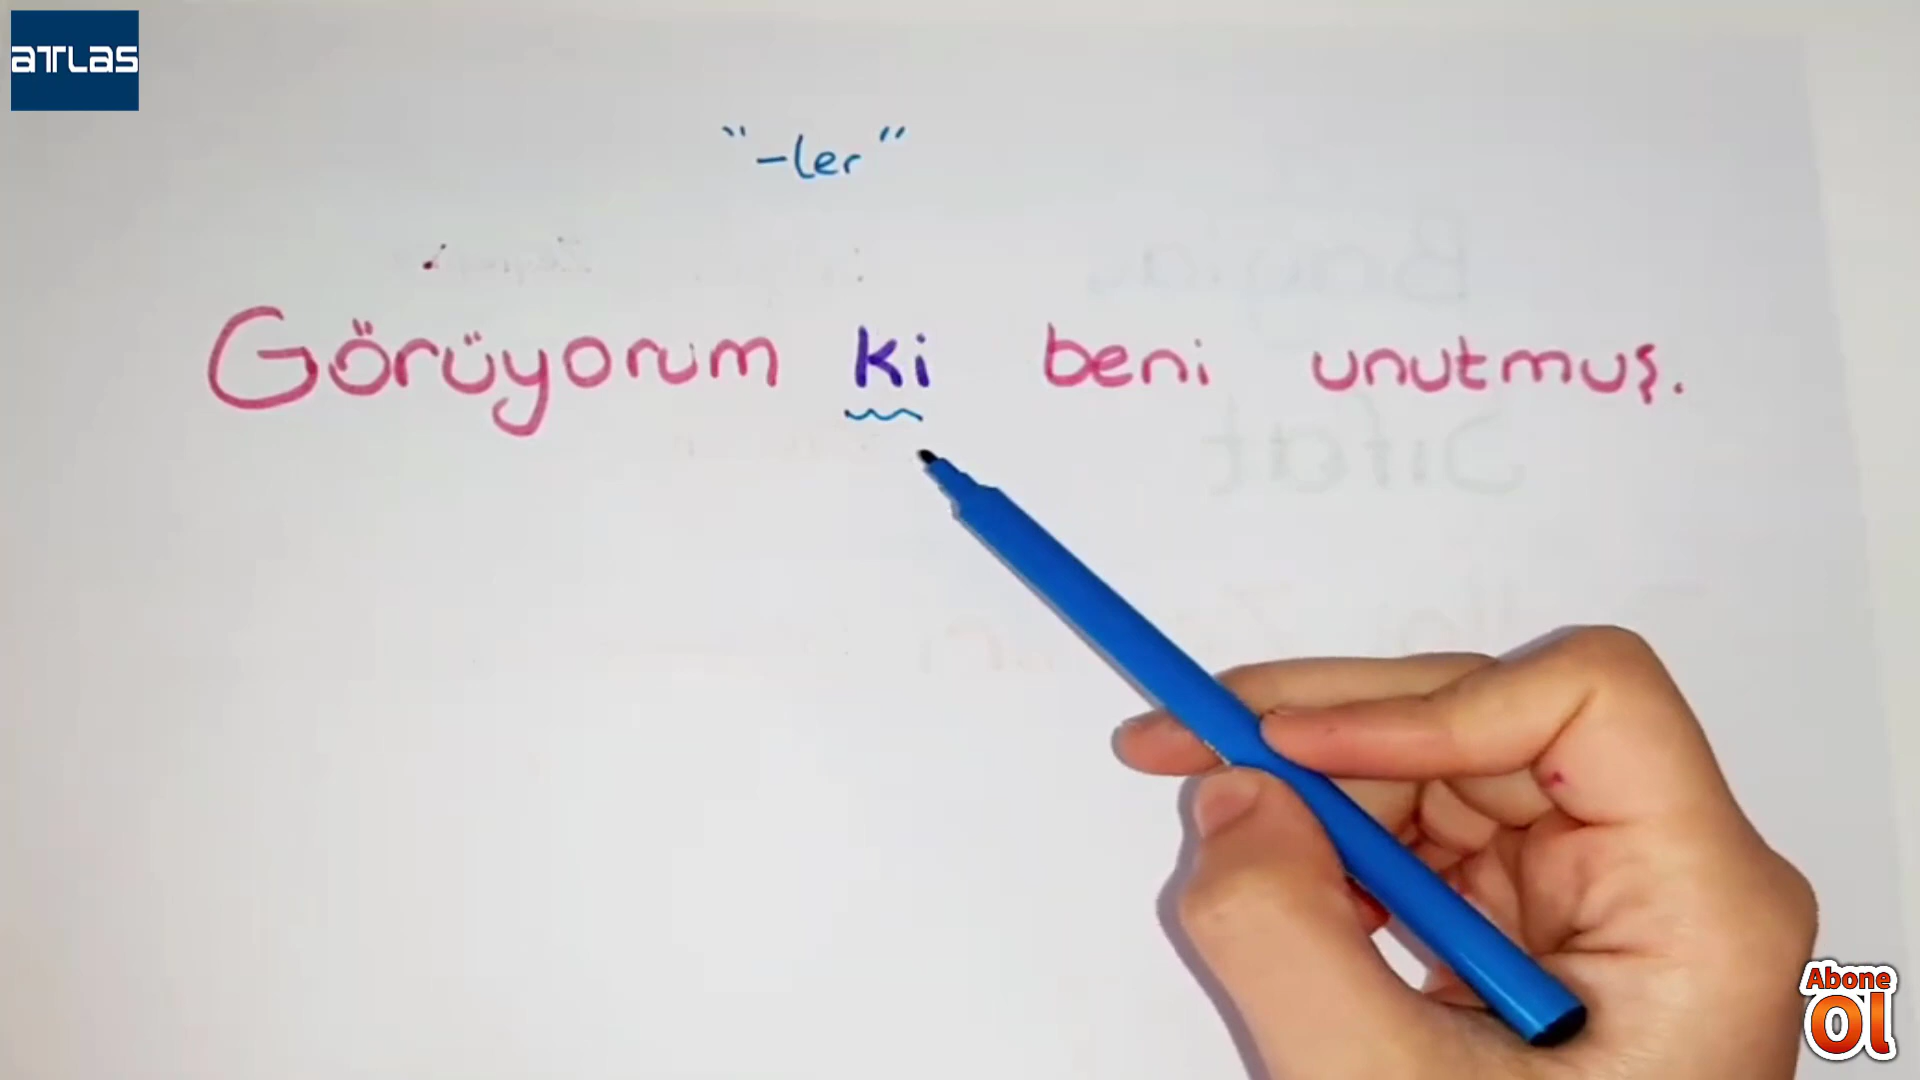 ATLAS
"-ler"
Görüyorum ki beni unutmuş.
Abone
Ol